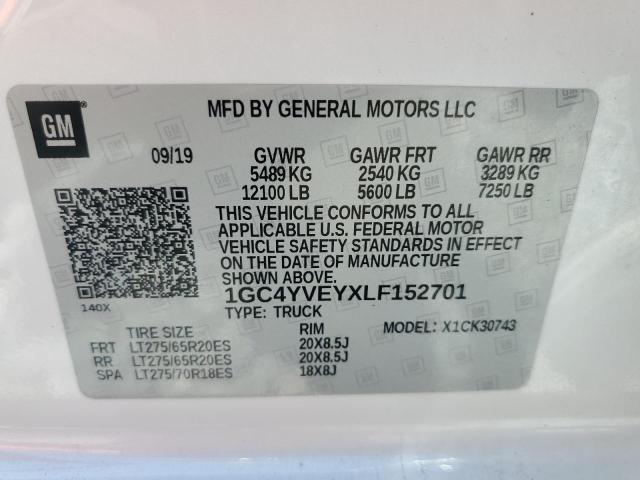 GM
MFD BY GENERAL MOTORS LLC
09/19 GVWR GAWR FRT GAWR RR
5489 KG 2540 KG 3289 KG
12100 LB 5600 LB 7250 LB
THIS VEHICLE CONFORMS TO ALL
APPLICABLE U.S. FEDERAL MOTOR
VEHICLE SAFETY STANDARDS IN EFFECT
ON THE DATE OF MANUFACTURE
SHOWN ABOVE.
1GC4YVEYXLF152701
140X
TYPE: TRUCK
TIRE SIZE RIM MODEL: X1CK30743
FRT LT275/65R20ES 20X8.5J
RR LT275/65R20ES 20X8.5J
SPA LT275/70R18ES 18X8J